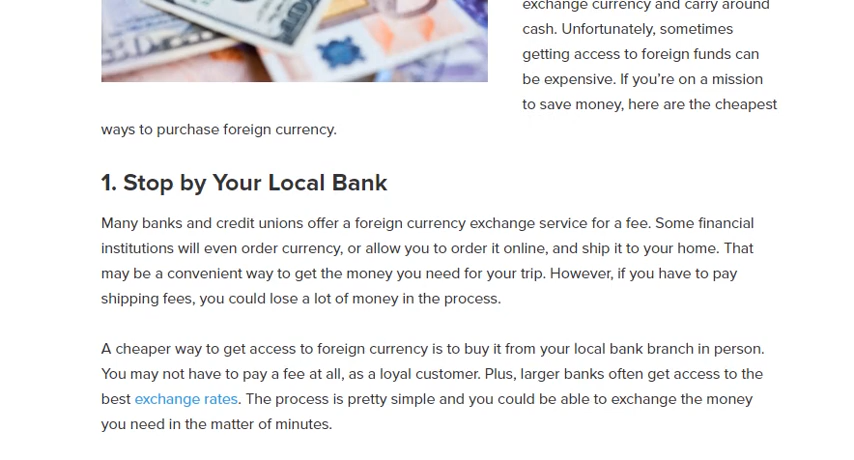 exchange currency and carry around
cash. Unfortunately, sometimes
getting access to foreign funds can
be expensive. If you're on a mission
to save money, here are the cheapest
ways to purchase foreign currency.
1. Stop by Your Local Bank
Many banks and credit unions offer a foreign currency exchange service for a fee. Some financial
institutions will even order currency, or allow you to order it online, and ship it to your home. That
may be a convenient way to get the money you need for your trip. However, if you have to pay
shipping fees, you could lose a lot of money in the process.
A cheaper way to get access to foreign currency is to buy it from your local bank branch in person.
You may not have to pay a fee at all, as a loyal customer. Plus, larger banks often get access to the
best exchange rates. The process is pretty simple and you could be able to exchange the money
you need in the matter of minutes.